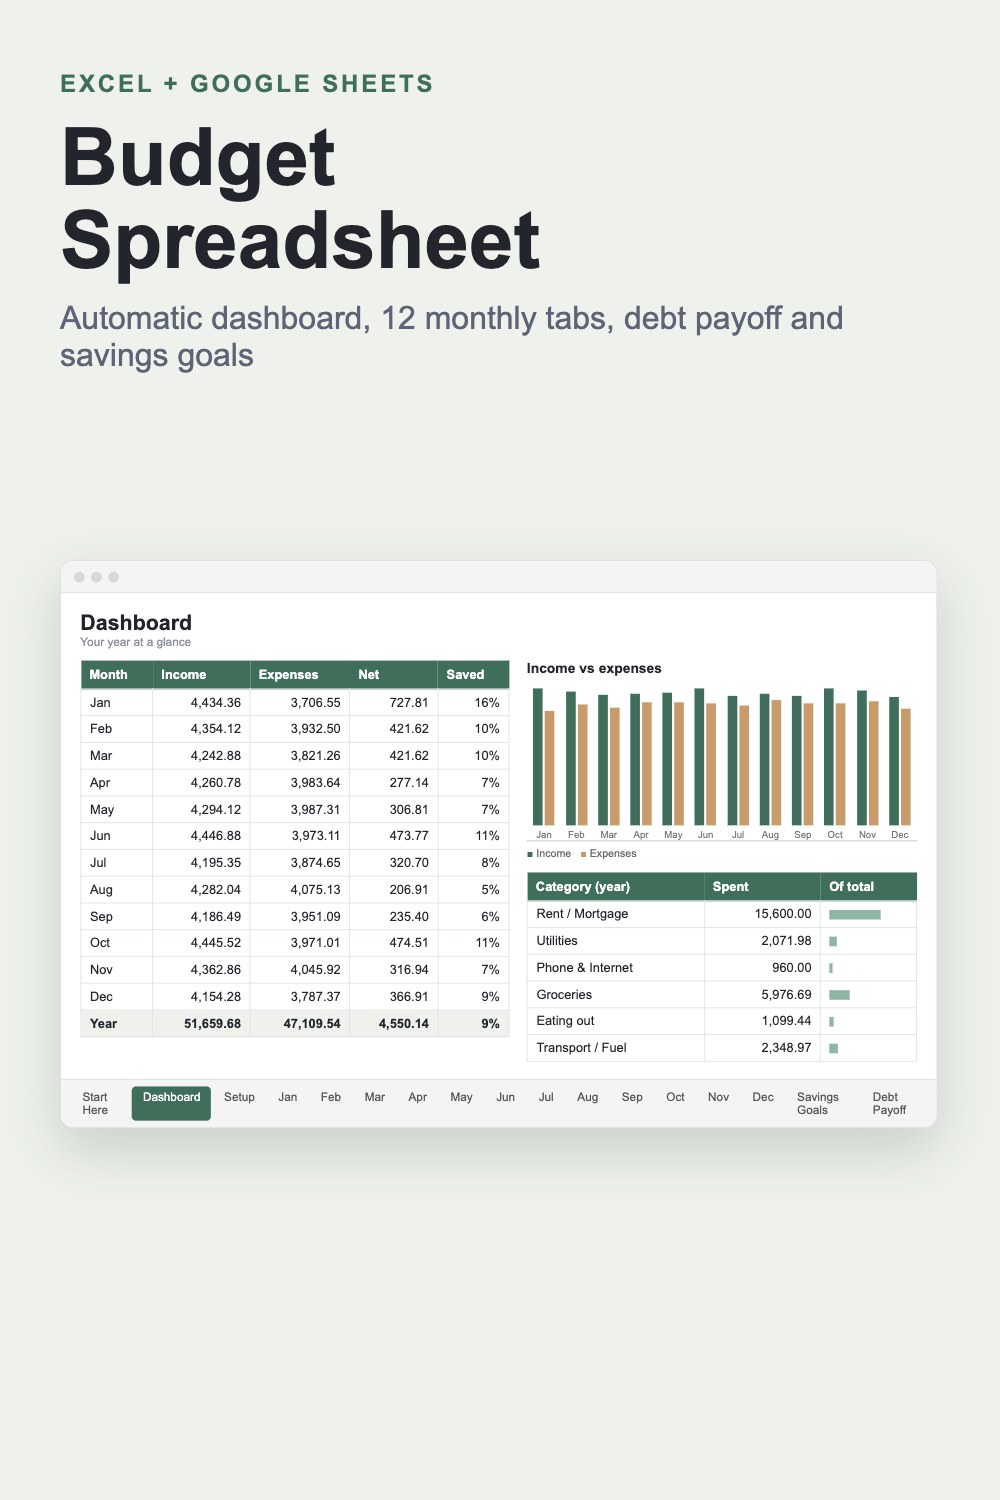 EXCEL + GOOGLE SHEETS
Budget
Spreadsheet
Automatic dashboard, 12 monthly tabs, debt payoff and
savings goals
Dashboard
Your year at a glance
Month Income Expenses Net Saved
Jan 4,434.36 3,706.55 727.81 16%
Feb 4,354.12 3,932.50 421.62 10%
Mar 4,242.88 3,821.26 421.62 10%
Apr 4,260.78 3,983.64 277.14 7%
May 4,294.12 3,987.31 306.81 7%
Jun 4,446.88 3,973.11 473.77 11%
Jul 4,195.35 3,874.65 320.70 8%
Aug 4,282.04 4,075.13 206.91 5%
Sep 4,186.49 3,951.09 235.40 6%
Oct 4,445.52 3,971.01 474.51 11%
Nov 4,362.86 4,045.92 316.94 7%
Dec 4,154.28 3,787.37 366.91 9%
Year 51,659.68 47,109.54 4,550.14 9%
Income vs expenses
Jan Feb Mar Apr May Jun Jul Aug Sep Oct Nov Dec
Income Expenses
Category (year) Spent Of total
Rent / Mortgage 15,600.00
Utilities 2,071.98
Phone & Internet 960.00
Groceries 5,976.69
Eating out 1,099.44
Transport / Fuel 2,348.97
Start Here Dashboard Setup Jan Feb Mar Apr May Jun Jul Aug Sep Oct Nov Dec Savings Goals Debt Payoff